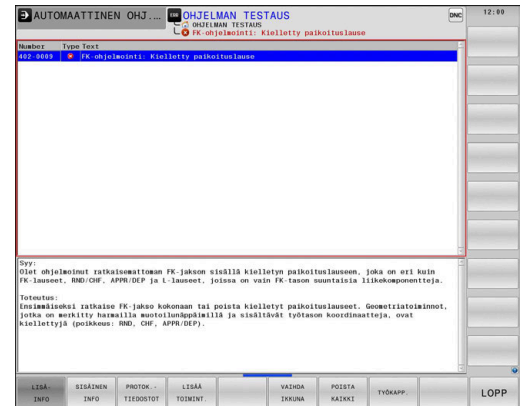 AUTOMAATTINEN OHJ....
OHJELMAN TESTAUS
DNC
12:00
OHJELMAN TESTAUS
FK-ohjelmointi: Kielletty paikoituslause
Number Type Text
402-0009 FK-ohjelmointi: Kielletty paikoituslause
Syy:
Olet ohjelmoinut ratkaisemattoman FK-jakson sisällä kielletyn paikoituslauseen, joka on eri kuin
FK-lauseet, RND/CHF, APPR/DEP ja L-lauseet, joissa on vain FK-tason suuntaisia liikekomponentteja.
Toteutus:
Ensimmäiseksi ratkaise FK-jakso kokonaan tai poista kielletyt paikoituslauseet. Geometriatoiminnot,
jotka on merkitty harmailla muotoilunäppäimillä ja sisältävät työtason koordinaatteja, ovat
kiellettyjä (poikkeus: RND, CHF, APPR/DEP).
LISÄ-
INFO
SISÄINEN
INFO
PROTOK.-
TIEDOSTOT
LISÄÄ
TOIMINT.
VAIHDA
IKKUNA
POISTA
KAIKKI
TYÖKAPP.
LOPP